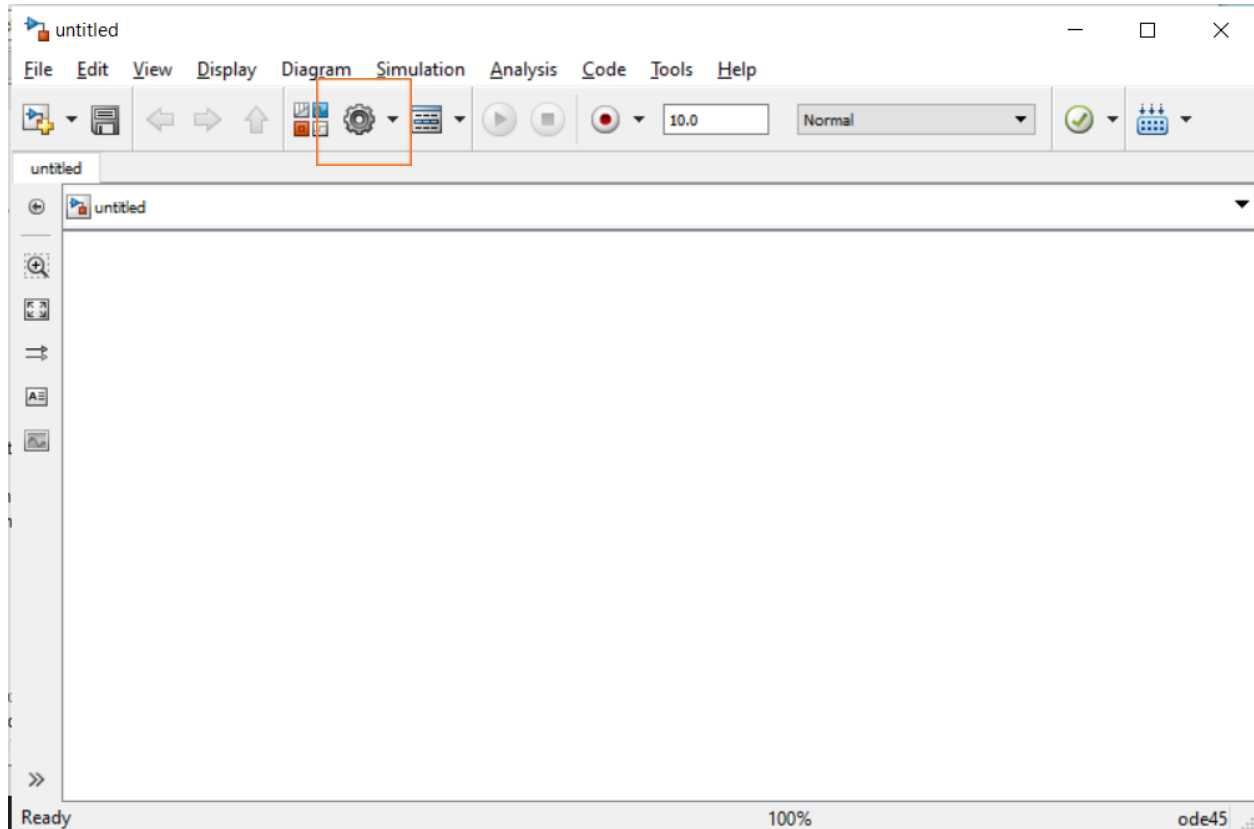 untitled
File Edit View Display Diagram Simulation Analysis Code Tools Help
10.0 Normal
untitled
untitled
Ready 100% ode45